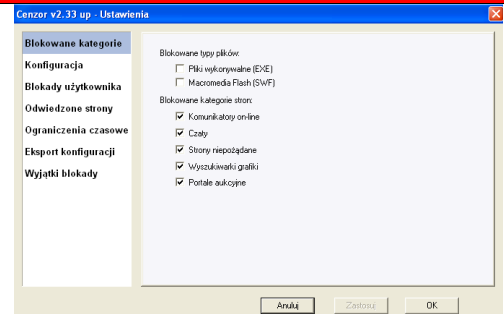 Cenzor v2.33 up - Ustawienia
Blokowane kategorie
Konfiguracja
Blokady użytkownika
Odwiedzone strony
Ograniczenia czasowe
Eksport konfiguracji
Wyjątki blokady
Blokowane typy plików:
Pliki wykonywalne (EXE)
Macromedia Flash (SWF)
Blokowane kategorie stron:
Komunikatory on-line
Czaty
Strony niepożądane
Wyszukiwarki grafiki
Portale aukcyjne
Anuluj
Zastosuj
OK